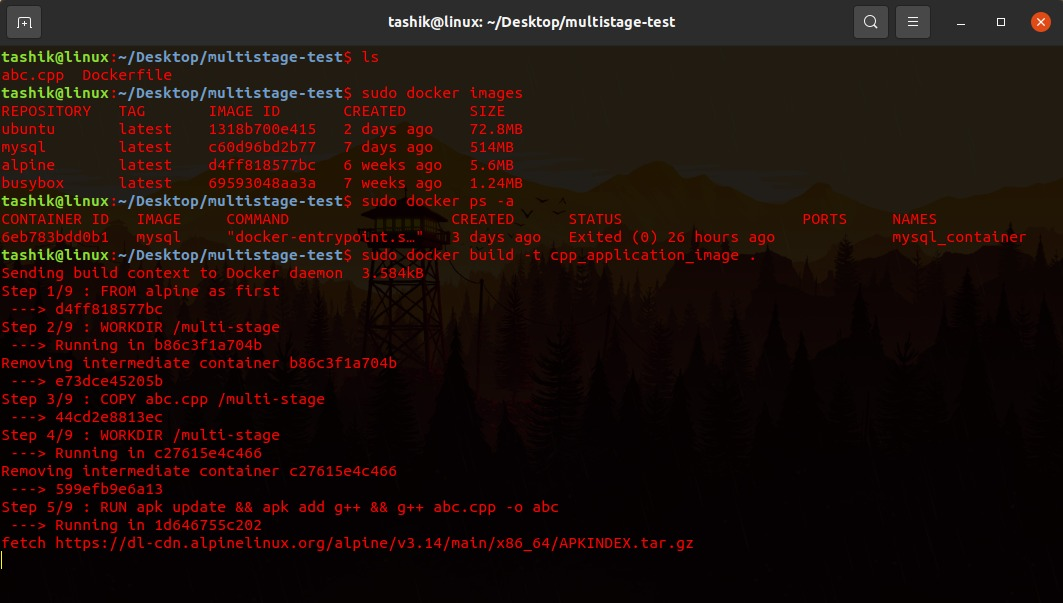 tashik@linux: ~/Desktop/multistage-test
tashik@linux:~/Desktop/multistage-test$ ls
abc.cpp  Dockerfile
tashik@linux:~/Desktop/multistage-test$ sudo docker images
REPOSITORY   TAG       IMAGE ID       CREATED       SIZE
ubuntu       latest    1318b700e415   2 days ago    72.8MB
mysql        latest    c60d96bd2b77   7 days ago    514MB
alpine       latest    d4ff818577bc   6 weeks ago   5.6MB
busybox      latest    69593048aa3a   7 weeks ago   1.24MB
tashik@linux:~/Desktop/multistage-test$ sudo docker ps -a
CONTAINER ID   IMAGE     COMMAND                  CREATED      STATUS                    PORTS     NAMES
6eb783bdd0b1   mysql     "docker-entrypoint.s…"   3 days ago   Exited (0) 26 hours ago             mysql_container
tashik@linux:~/Desktop/multistage-test$ sudo docker build -t cpp_application_image .
Sending build context to Docker daemon  3.584kB
Step 1/9 : FROM alpine as first
 ---> d4ff818577bc
Step 2/9 : WORKDIR /multi-stage
 ---> Running in b86c3f1a704b
Removing intermediate container b86c3f1a704b
 ---> e73dce45205b
Step 3/9 : COPY abc.cpp /multi-stage
 ---> 44cd2e8813ec
Step 4/9 : WORKDIR /multi-stage
 ---> Running in c27615e4c466
Removing intermediate container c27615e4c466
 ---> 599efb9e6a13
Step 5/9 : RUN apk update && apk add g++ && g++ abc.cpp -o abc
 ---> Running in 1d646755c202
fetch https://dl-cdn.alpinelinux.org/alpine/v3.14/main/x86_64/APKINDEX.tar.gz